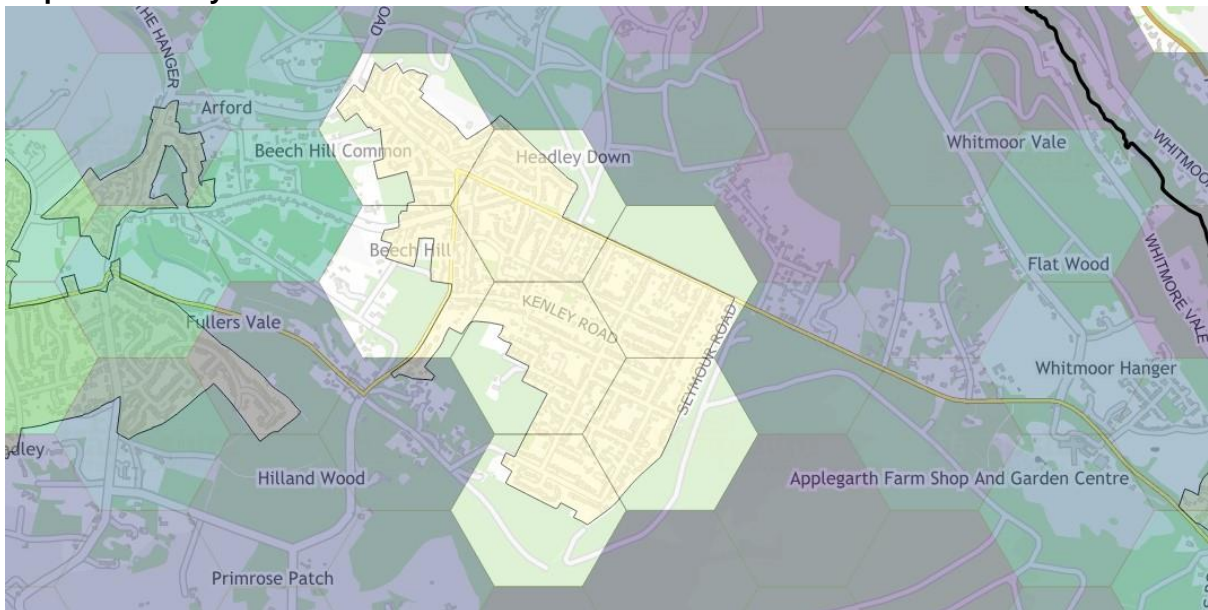 THE HANGER
ROAD
Arford
Beech Hill Common
Headley Down
Whitmoor Vale
WHITMOOR
Beech Hill
Flat Wood
WHITMORE VALE
KENLEY ROAD
Fullers Vale
SEYMOUR ROAD
Whitmoor Hanger
Hilland Wood
Applegarth Farm Shop And Garden Centre
Primrose Patch